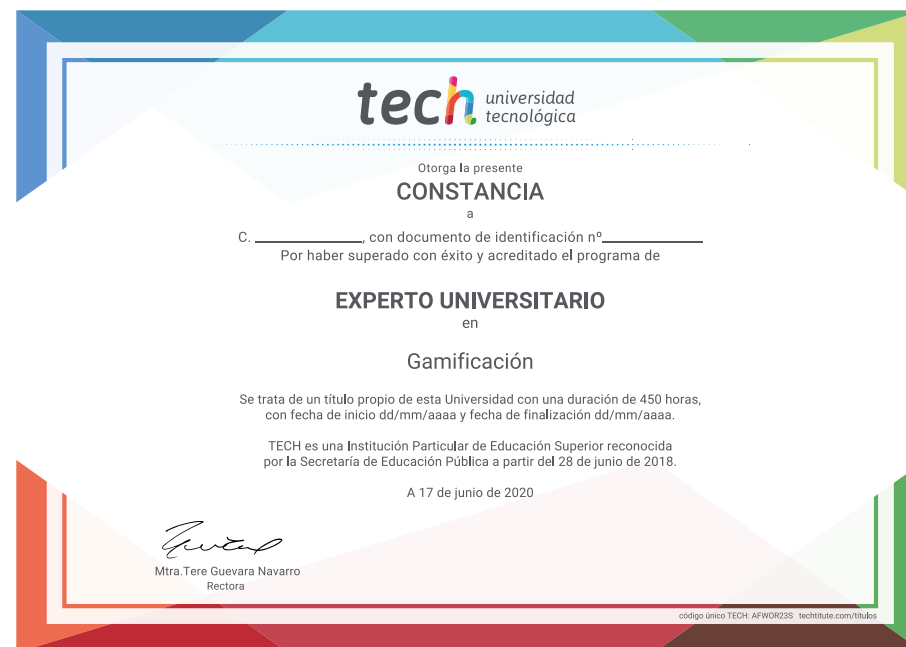 tech universidad
tecnológica
Otorga la presente
CONSTANCIA
a
C. ____________, con documento de identificación nº____________
Por haber superado con éxito y acreditado el programa de
EXPERTO UNIVERSITARIO
en
Gamificación
Se trata de un título propio de esta Universidad con una duración de 450 horas,
con fecha de inicio dd/mm/aaaa y fecha de finalización dd/mm/aaaa.
TECH es una Institución Particular de Educación Superior reconocida
por la Secretaría de Educación Pública a partir del 28 de junio de 2018.
A 17 de junio de 2020
Mtra.Tere Guevara Navarro
Rectora
código único TECH: AFWOR23S techtitute.com/titulos